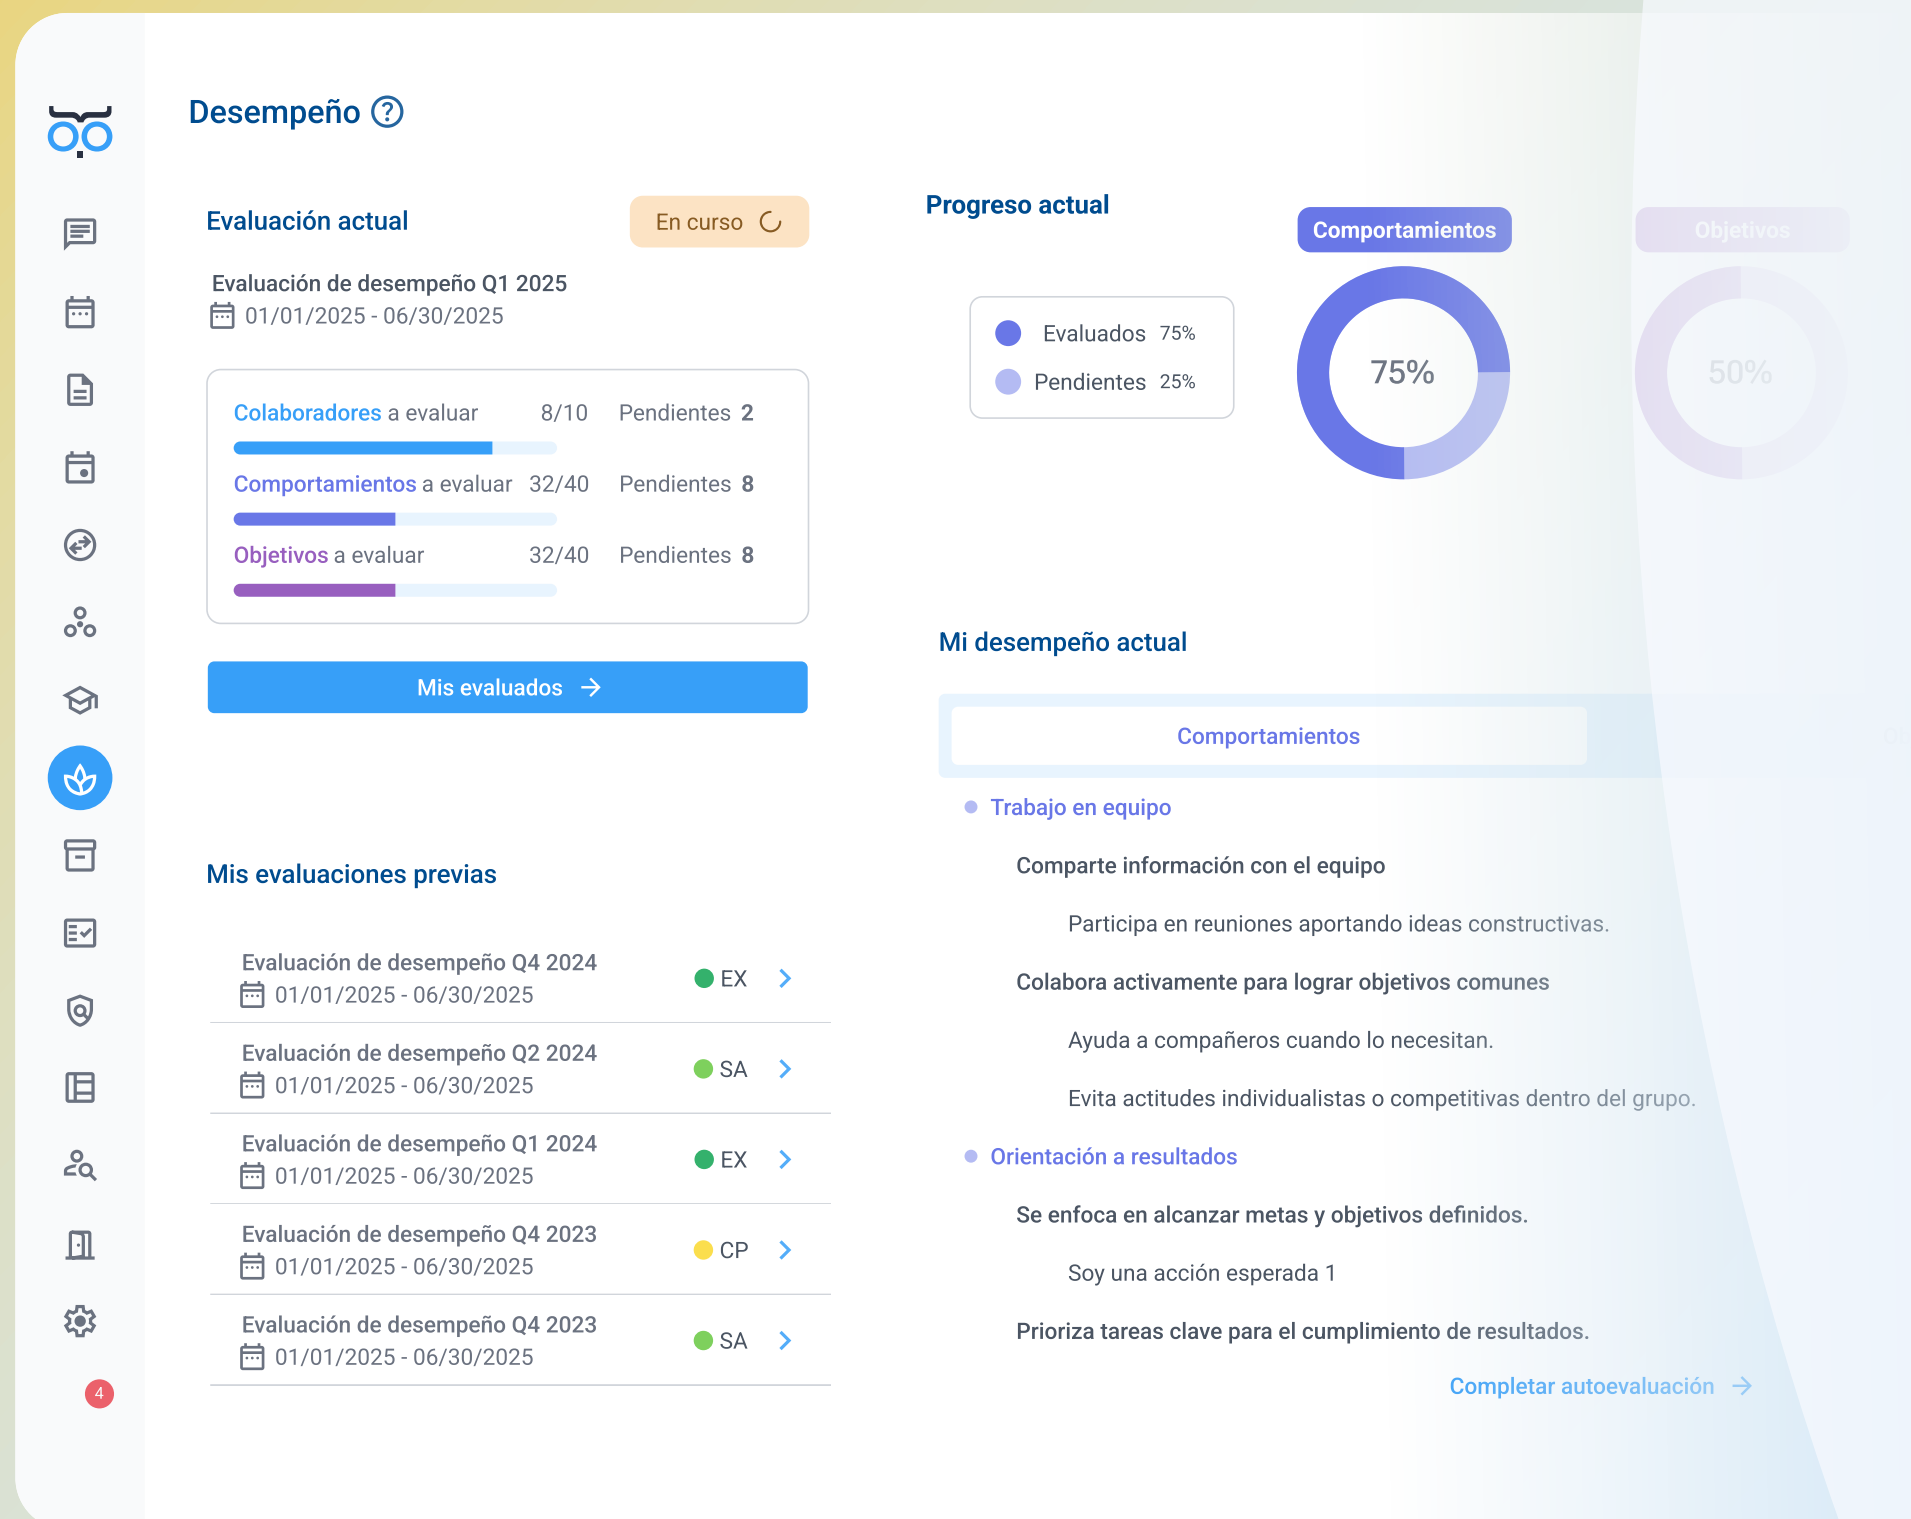 Desempeño ?
Evaluación actual
En curso
Evaluación de desempeño Q1 2025
01/01/2025 - 06/30/2025
Colaboradores a evaluar 8/10 Pendientes 2
Comportamientos a evaluar 32/40 Pendientes 8
Objetivos a evaluar 32/40 Pendientes 8
Mis evaluados
Mis evaluaciones previas
Evaluación de desempeño Q4 2024
01/01/2025 - 06/30/2025
EX
Evaluación de desempeño Q2 2024
01/01/2025 - 06/30/2025
SA
Evaluación de desempeño Q1 2024
01/01/2025 - 06/30/2025
EX
Evaluación de desempeño Q4 2023
01/01/2025 - 06/30/2025
CP
Evaluación de desempeño Q4 2023
01/01/2025 - 06/30/2025
SA
4
Progreso actual
Evaluados 75%
Pendientes 25%
Comportamientos
75%
Objetivos
50%
Mi desempeño actual
Comportamientos
Trabajo en equipo
Comparte información con el equipo
Participa en reuniones aportando ideas constructivas.
Colabora activamente para lograr objetivos comunes
Ayuda a compañeros cuando lo necesitan.
Evita actitudes individualistas o competitivas dentro del grupo.
Orientación a resultados
Se enfoca en alcanzar metas y objetivos definidos.
Soy una acción esperada 1
Prioriza tareas clave para el cumplimiento de resultados.
Completar autoevaluación